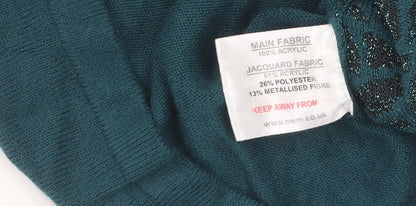 MAIN FABRIC
100% ACRYLIC
JACQUARD FABRIC
61% ACRYLIC
26% POLYESTER
13% METALLISED FIBRE
KEEP AWAY FROM
www.ewm.co.uk